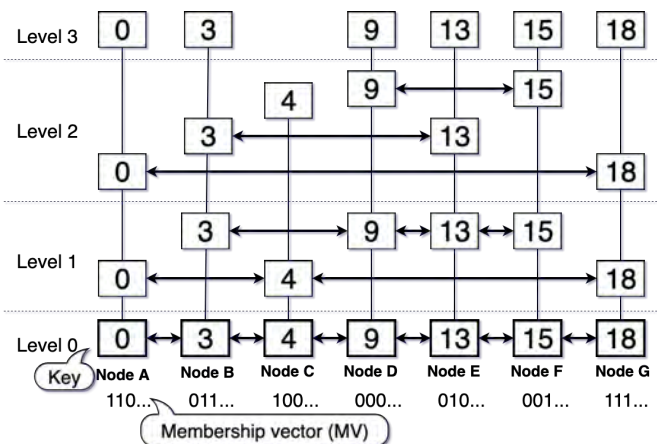 Level 3 0 3 9 13 15 18
9 15
4
Level 2 3 13
0 18
3 9 13 15
Level 1
0 4 18
Level 0 0 3 4 9 13 15 18
Key Node A Node B Node C Node D Node E Node F Node G
110... 011... 100... 000... 010... 001... 111...
Membership vector (MV)